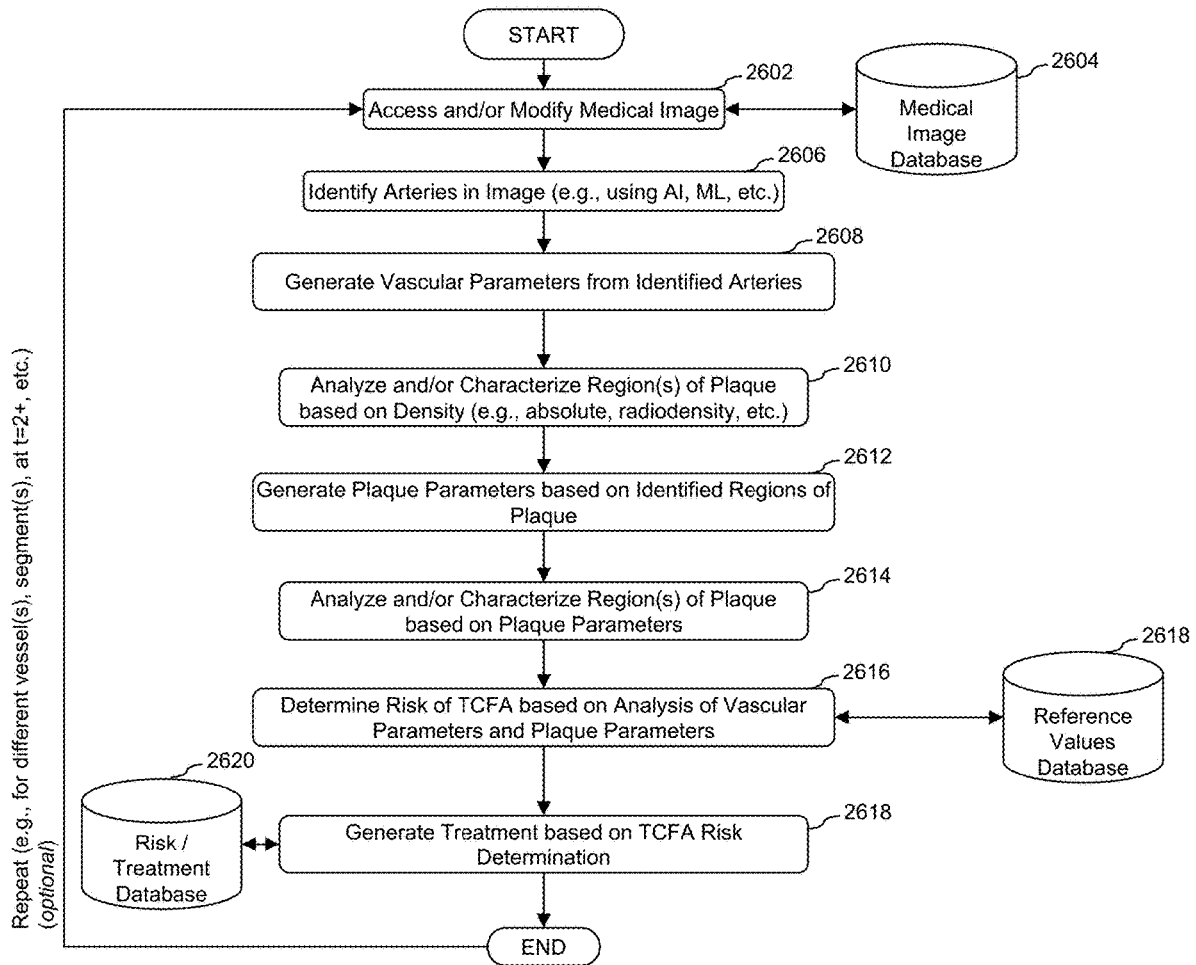 START
2602
Access and/or Modify Medical Image
2604
Medical
Image
Database
2606
Identify Arteries in Image (e.g., using AI, ML, etc.)
2608
Generate Vascular Parameters from Identified Arteries
2610
Analyze and/or Characterize Region(s) of Plaque
based on Density (e.g., absolute, radiodensity, etc.)
2612
Generate Plaque Parameters based on Identified Regions of
Plaque
2614
Analyze and/or Characterize Region(s) of Plaque
based on Plaque Parameters
2616
Determine Risk of TCFA based on Analysis of Vascular
Parameters and Plaque Parameters
2618
Reference
Values
Database
2620
Risk /
Treatment
Database
2618
Generate Treatment based on TCFA Risk
Determination
END
Repeat (e.g., for different vessel(s), segment(s), at t=2+, etc.)
(optional)